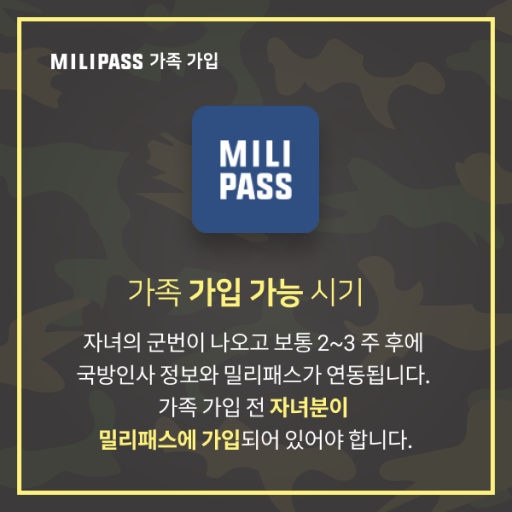 MILIPASS 가족 가입
MILI
PASS
가족 가입 가능 시기
자녀의 군번이 나오고 보통 2~3 주 후에
국방인사 정보와 밀리패스가 연동됩니다.
가족 가입 전 자녀분이
밀리패스에 가입되어 있어야 합니다.